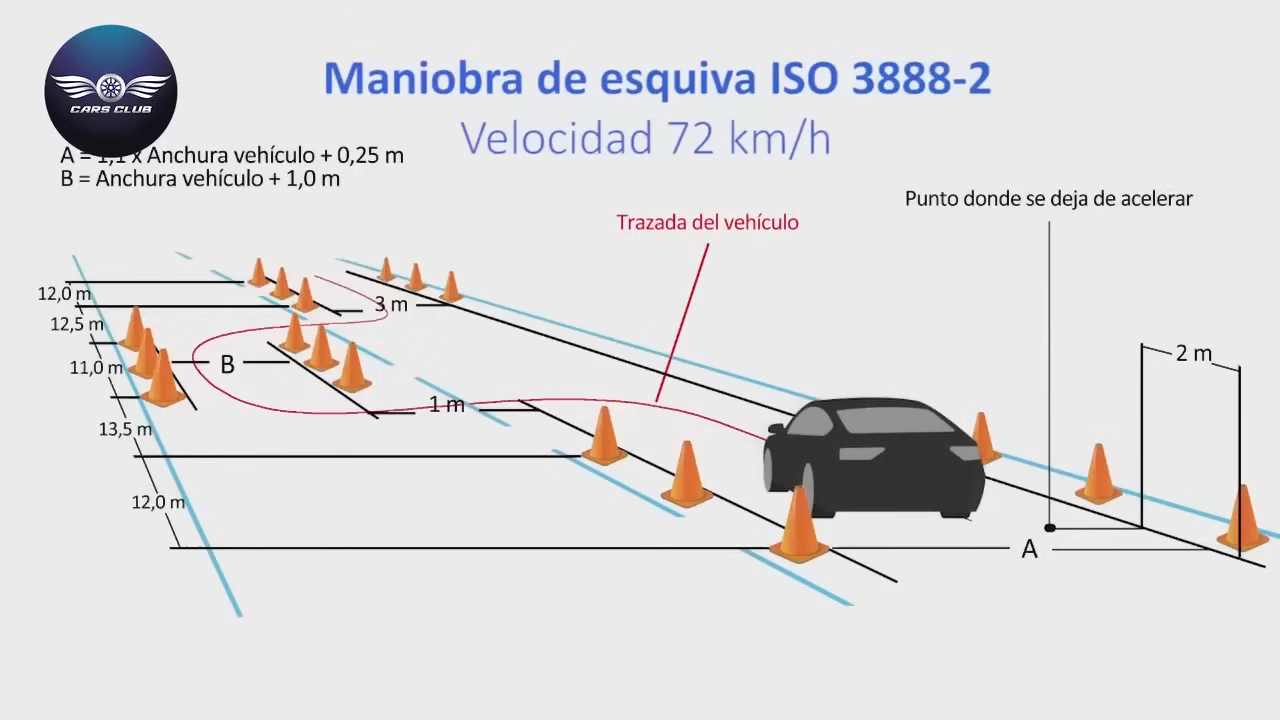 CARS CLUB
Maniobra de esquiva ISO 3888-2
Velocidad 72 km/h
A = 1,1 x Anchura vehículo + 0,25 m
B = Anchura vehículo + 1,0 m
Punto donde se deja de acelerar
Trazada del vehículo
12,0 m
3 m
12,5 m
2 m
B
11,0 m
1 m
13,5 m
12,0 m
A